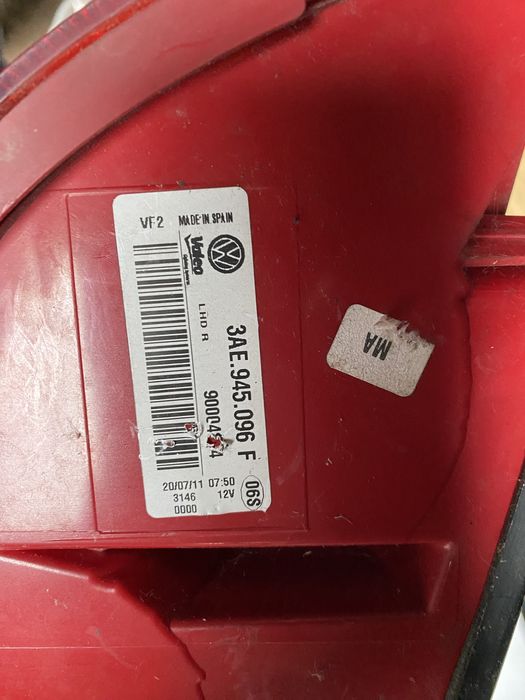 VF2 MADE IN SPAIN
Valeo
LHD R
3AE.945.096 F
06S
20/07/11 07:50
3146 12V
0000
MA